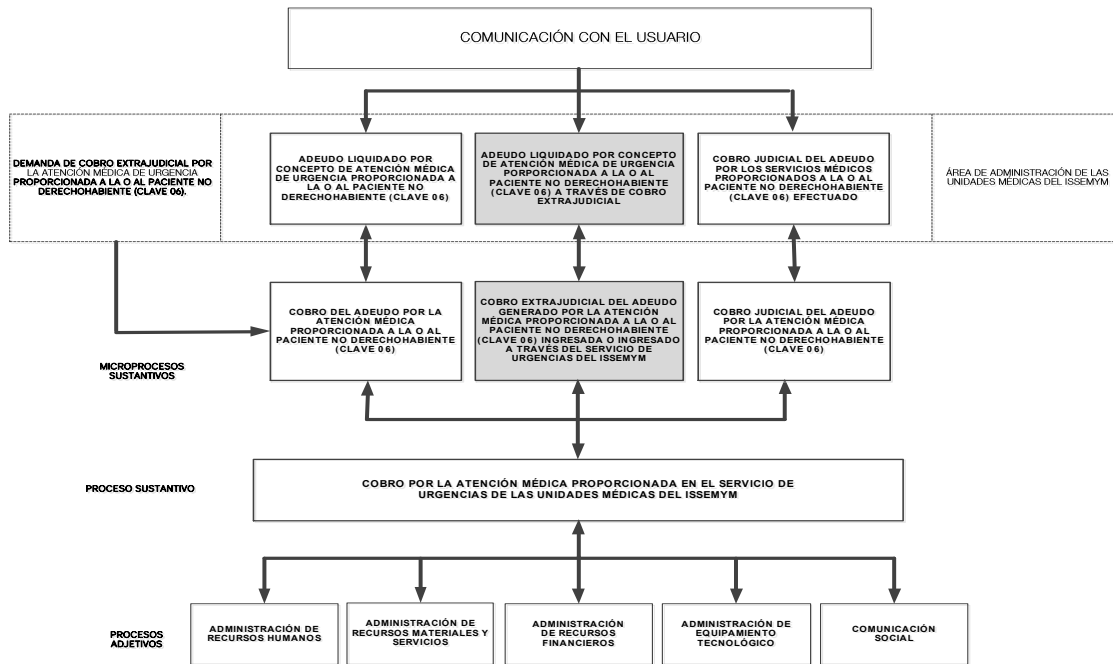 COMUNICACIÓN CON EL USUARIO
DEMANDA DE COBRO EXTRAJUDICIAL POR
LA ATENCIÓN MÉDICA DE URGENCIA
PROPORCIONADA A LA O AL PACIENTE NO
DERECHOHABIENTE (CLAVE 06).
ADEUDO LIQUIDADO POR
CONCEPTO DE ATENCIÓN MÉDICA
DE URGENCIA PROPORCIONADA A
LA O AL PACIENTE NO
DERECHOHABIENTE (CLAVE 06)
ADEUDO LIQUIDADO POR CONCEPTO
DE ATENCIÓN MÉDICA DE URGENCIA
PORPORCIONADA A LA O AL
PACIENTE NO DERECHOHABIENTE
(CLAVE 06) A TRAVÉS DE COBRO
EXTRAJUDICIAL
COBRO JUDICIAL DEL ADEUDO
POR LOS SERVICIOS MÉDICOS
PROPORCIONADOS A LA O AL
PACIENTE NO DERECHOHABIENTE
(CLAVE 06) EFECTUADO
ÁREA DE ADMINISTRACIÓN DE LAS
UNIDADES MÉDICAS DEL ISSEMYM
COBRO DEL ADEUDO POR LA
ATENCIÓN MÉDICA
PROPORCIONADA A LA O AL
PACIENTE NO DERECHOHABIENTE
(CLAVE 06)
COBRO EXTRAJUDICIAL DEL ADEUDO
GENERADO POR LA ATENCIÓN
MÉDICA PROPORCIONADA A LA O AL
PACIENTE NO DERECHOHABIENTE
(CLAVE 06) INGRESADA O INGRESADO
A TRAVÉS DEL SERVICIO DE
URGENCIAS DEL ISSEMYM
COBRO JUDICIAL DEL ADEUDO
POR LA ATENCIÓN MÉDICA
PROPORCIONADA A LA O AL
PACIENTE NO DERECHOHABIENTE
(CLAVE 06)
MICROPROCESOS
SUSTANTIVOS
PROCESO SUSTANTIVO
COBRO POR LA ATENCIÓN MÉDICA PROPORCIONADA EN EL SERVICIO DE
URGENCIAS DE LAS UNIDADES MÉDICAS DEL ISSEMYM
PROCESOS
ADJETIVOS
ADMINISTRACIÓN DE
RECURSOS HUMANOS
ADMINISTRACIÓN DE
RECURSOS MATERIALES Y
SERVICIOS
ADMINISTRACIÓN
DE RECURSOS
FINANCIEROS
ADMINISTRACIÓN DE
EQUIPAMIENTO
TECNOLÓGICO
COMUNICACIÓN
SOCIAL